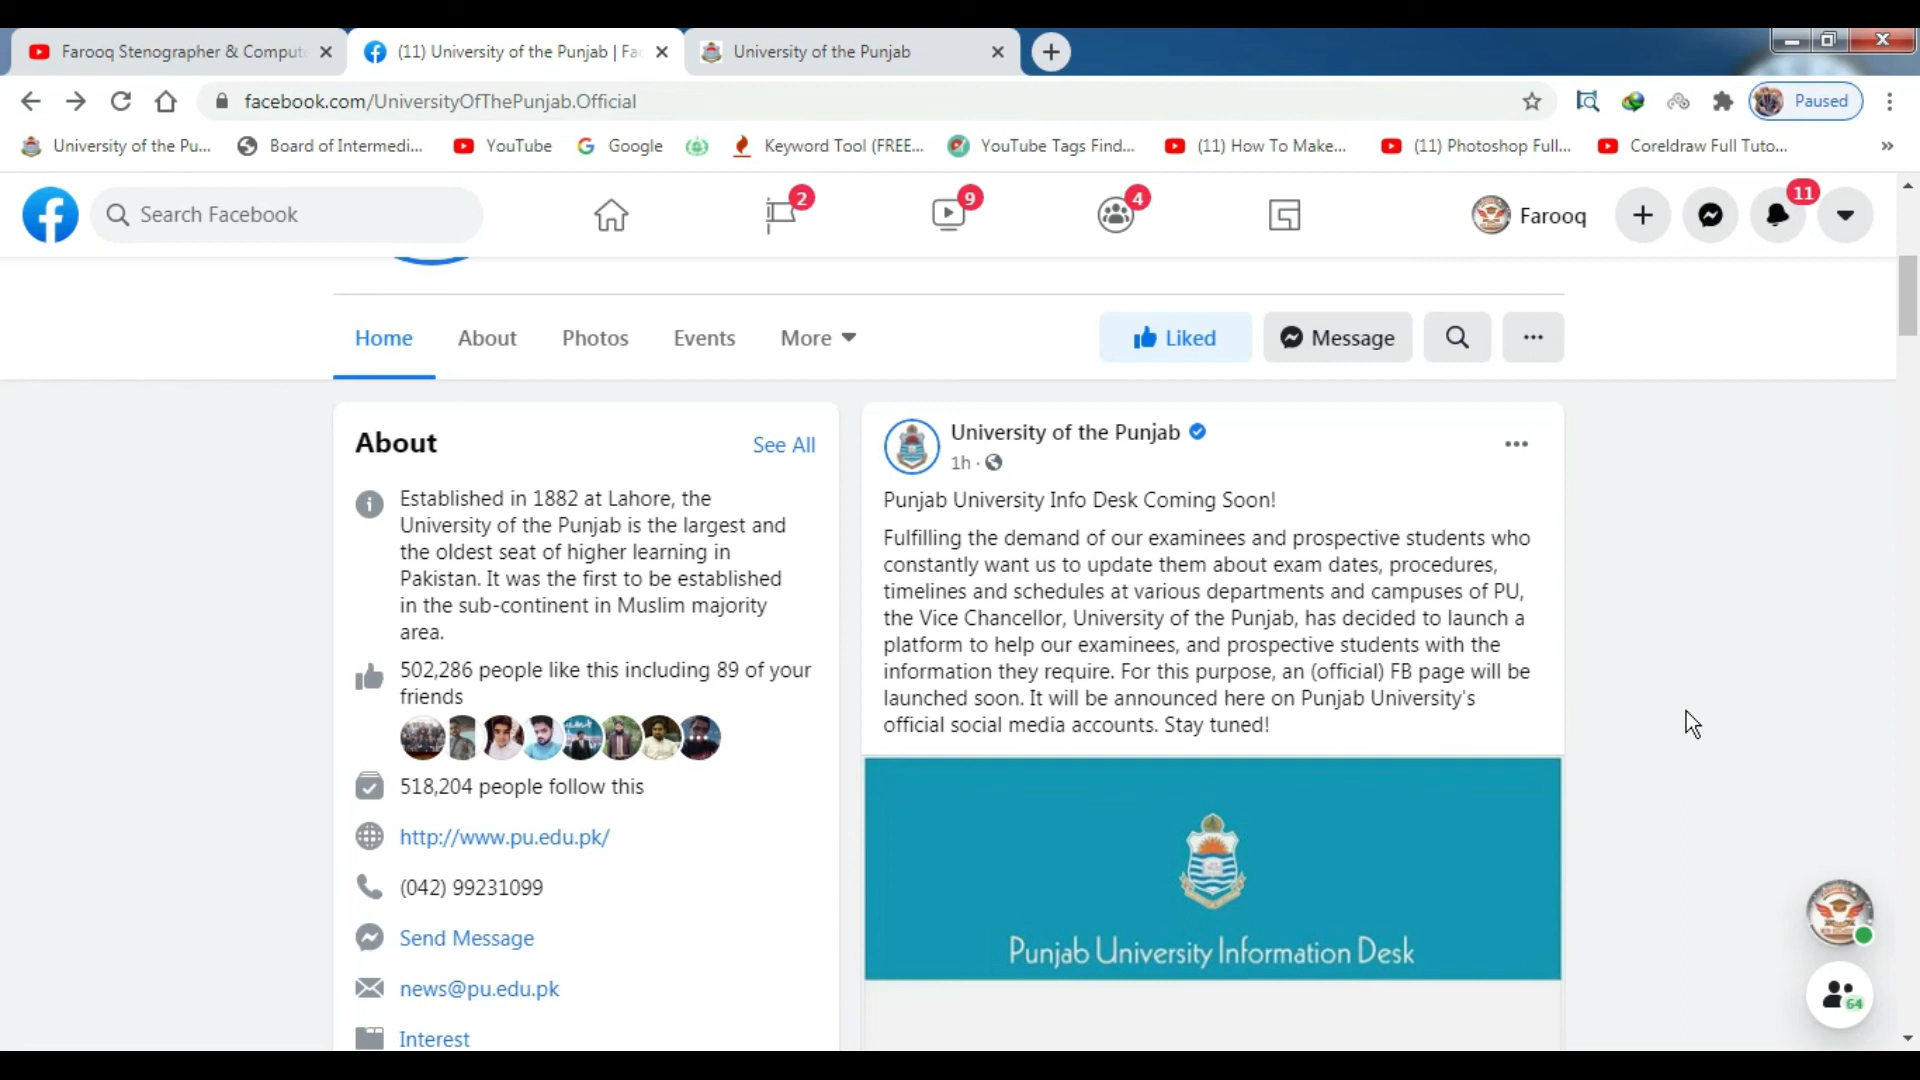 Farooq Stenographer & Compute
(11) University of the Punjab | Fac
University of the Punjab
facebook.com/UniversityOfThePunjab.Official
Paused
University of the Pu...
Board of Intermedi...
YouTube
Google
Keyword Tool (FREE...
YouTube Tags Find...
(11) How To Make...
(11) Photoshop Full...
Coreldraw Full Tuto...
»
Search Facebook
2
9
4
Farooq
11
Home
About
Photos
Events
More
Liked
Message
About
See All
Established in 1882 at Lahore, the
University of the Punjab is the largest and
the oldest seat of higher learning in
Pakistan. It was the first to be established
in the sub-continent in Muslim majority
area.
502,286 people like this including 89 of your
friends
518,204 people follow this
http://www.pu.edu.pk/
(042) 99231099
Send Message
news@pu.edu.pk
Interest
University of the Punjab
1h ·
Punjab University Info Desk Coming Soon!
Fulfilling the demand of our examinees and prospective students who
constantly want us to update them about exam dates, procedures,
timelines and schedules at various departments and campuses of PU,
the Vice Chancellor, University of the Punjab, has decided to launch a
platform to help our examinees, and prospective students with the
information they require. For this purpose, an (official) FB page will be
launched soon. It will be announced here on Punjab University's
official social media accounts. Stay tuned!
Punjab University Information Desk
64